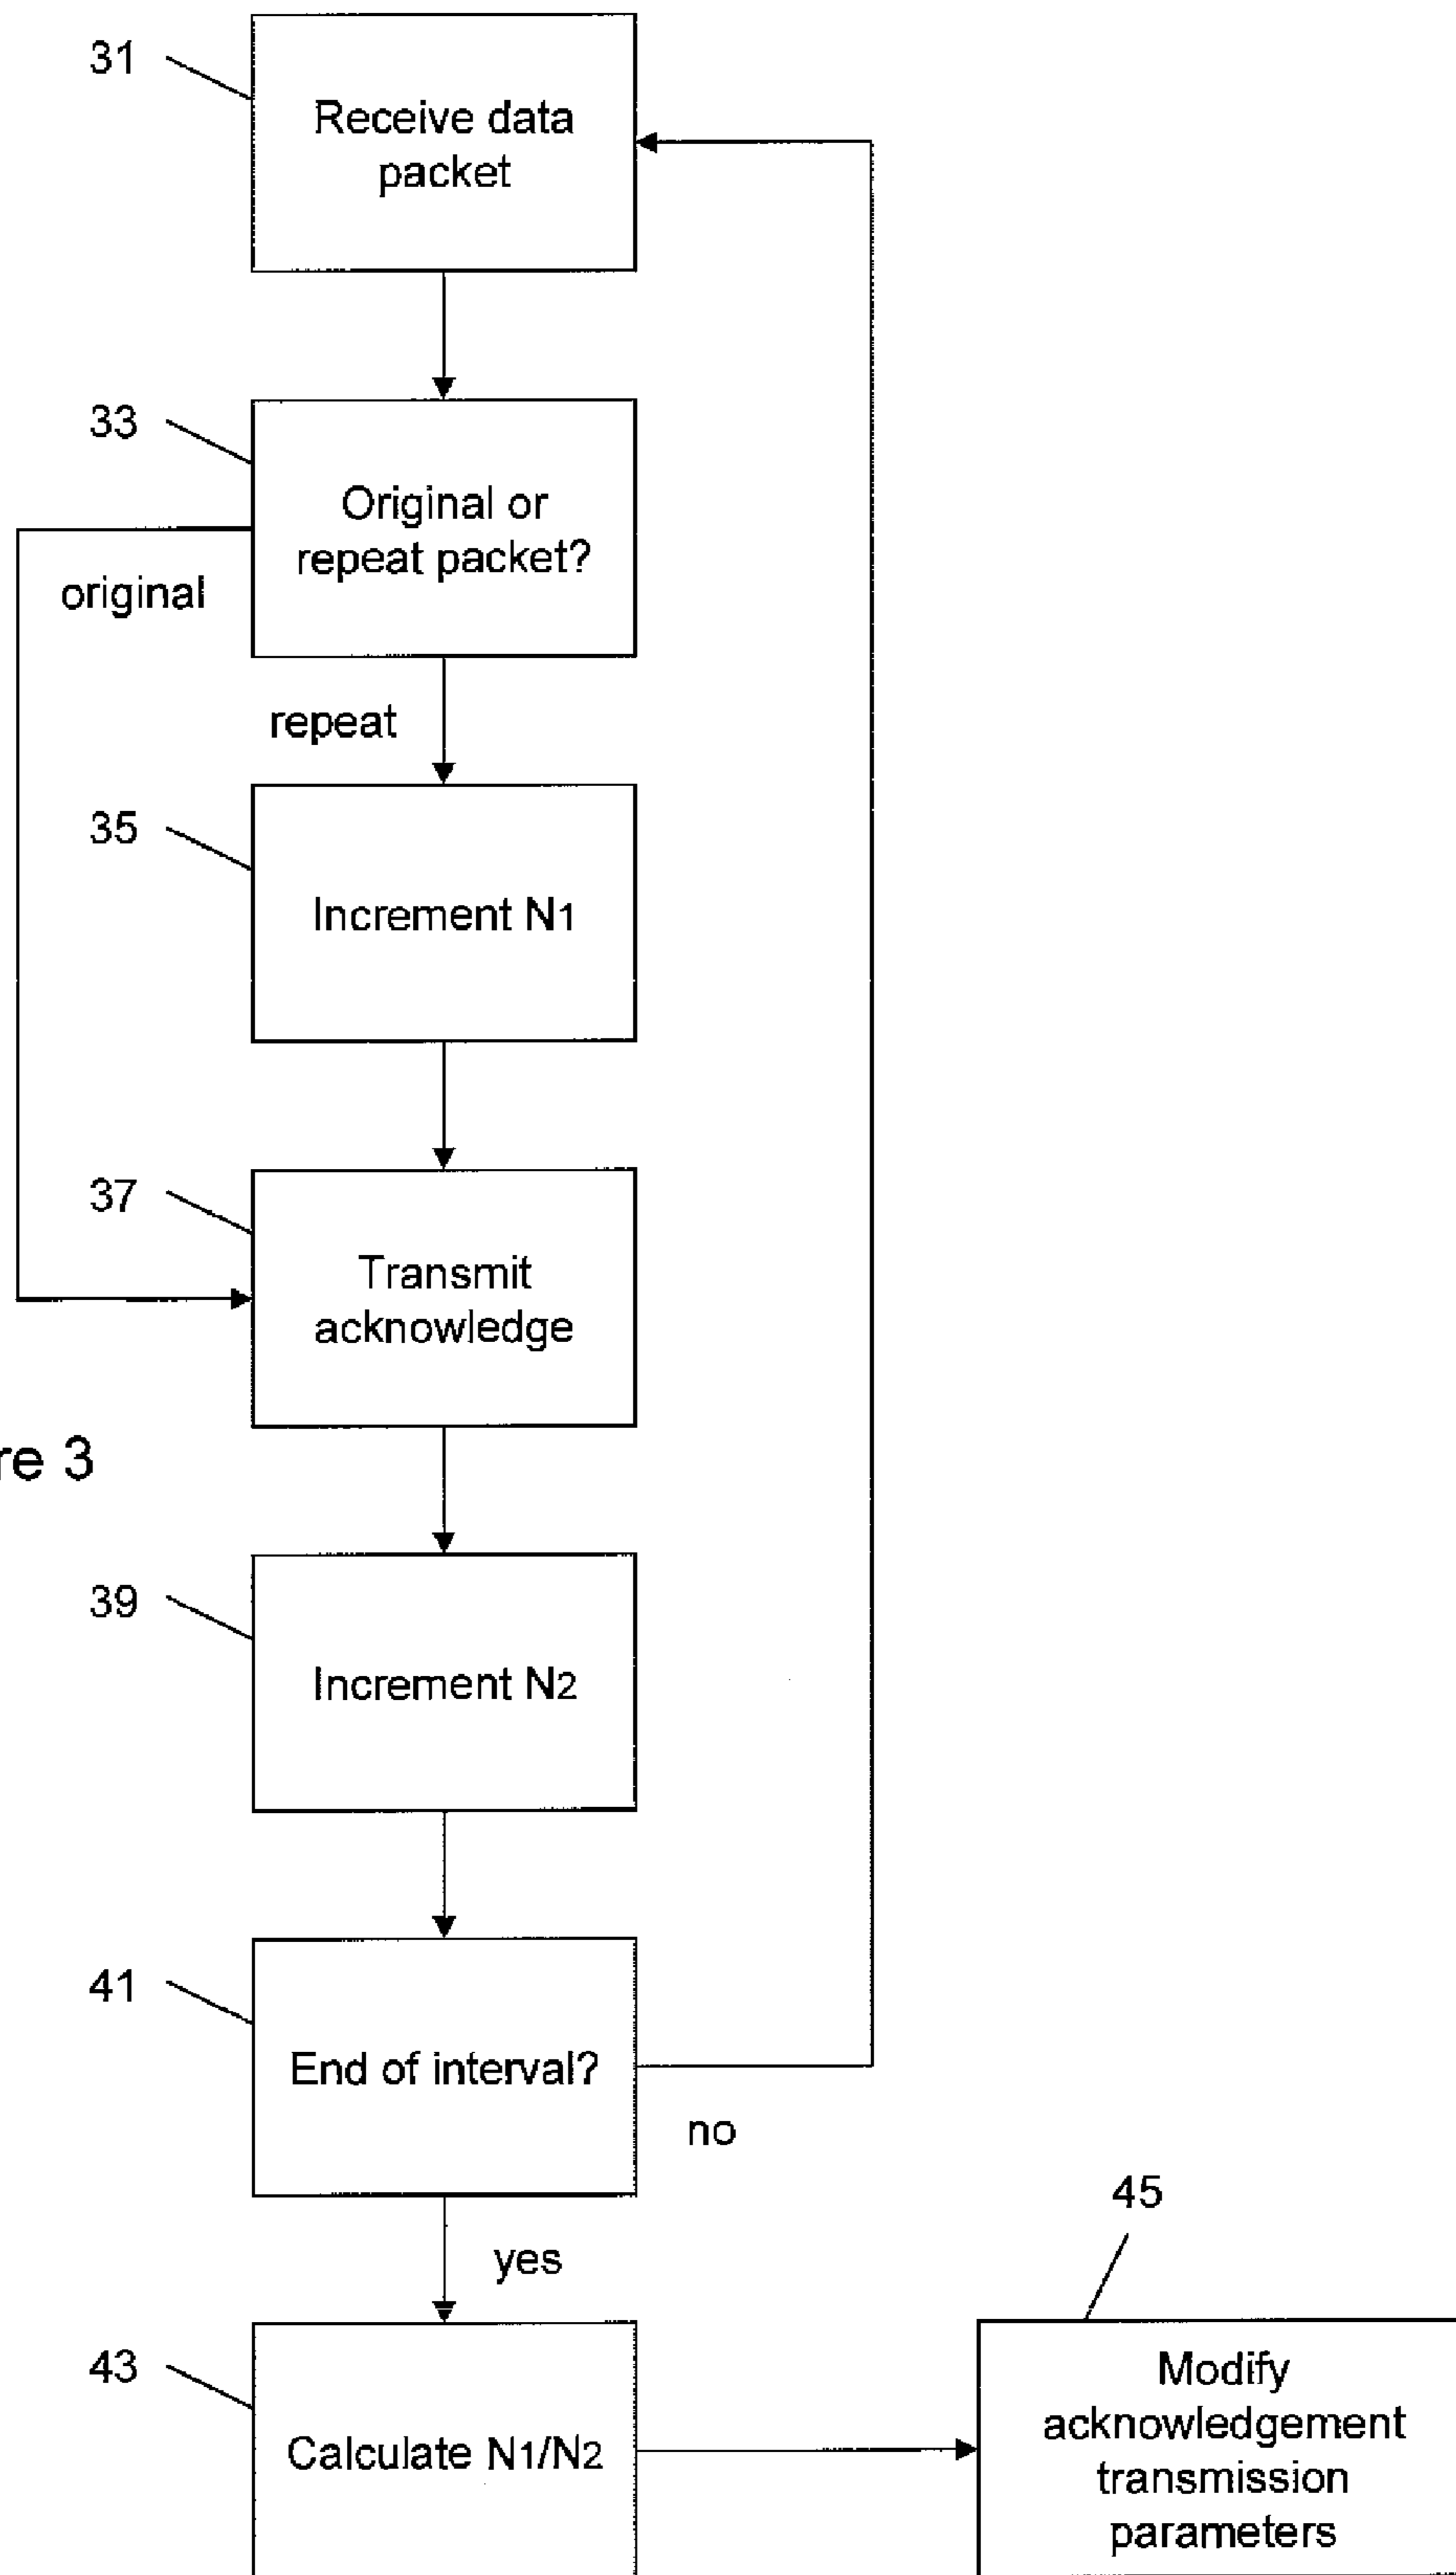 31
Receive data
packet
33
Original or
repeat packet?
original
repeat
35
Increment N1
37
Transmit
acknowledge
re 3
39
Increment N2
41
End of interval?
no
yes
45
43
Calculate N1/N2
Modify
acknowledgement
transmission
parameters